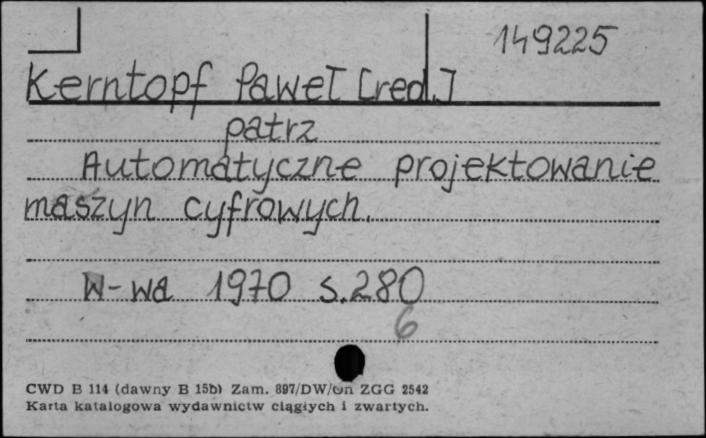 149225
Kerntopf Paweł [red.]
patrz
Automatyczne projektowanie
maszyn cyfrowych.
W-wa 1970 s.280
6
CWD B 114 (dawny B 15b) Zam. 897/DW/On ZGG 2542
Karta katalogowa wydawnictw ciągłych i zwartych.